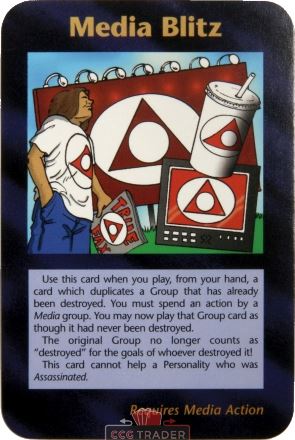 Media Blitz
TRUE
Use this card when you play, from your hand, a
card which duplicates a Group that has already
been destroyed. You must spend an action by a
Media group. You may now play that Group card as
though it had never been destroyed.
The original Group no longer counts as
“destroyed” for the goals of whoever destroyed it!
This card cannot help a Personality who was
Assassinated.
Requires Media Action
CCG TRADER